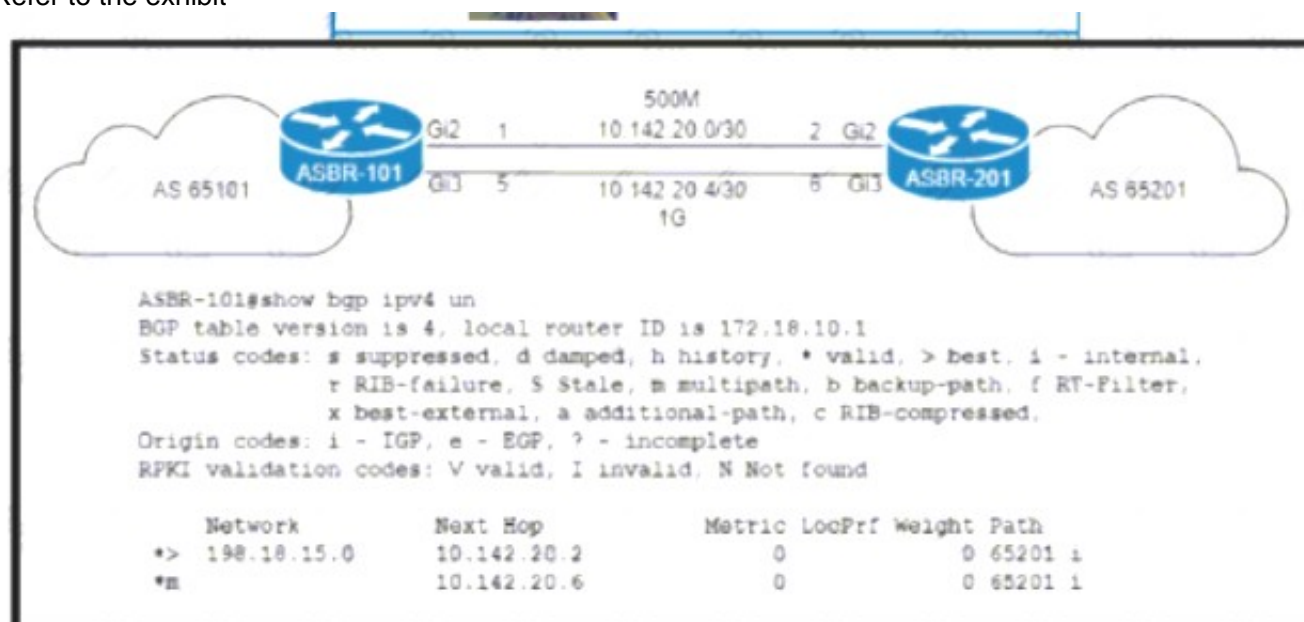 Refer to the exhibit
500M
Gi2 1 10.142.20.0/30 2 Gi2
ASBR-101
ASBR-201
AS 65101
AS 65201
Gi3 5 10.142.20.4/30 6 Gi3
1G
ASBR-101#show bgp ipv4 un
BGP table version is 4, local router ID is 172.18.10.1
Status codes: s suppressed, d damped, h history, * valid, > best, i - internal,
r RIB-failure, S Stale, m multipath, b backup-path, f RT-Filter,
x best-external, a additional-path, c RIB-compressed,
Origin codes: i - IGP, e - EGP, ? - incomplete
RPKI validation codes: V valid, I invalid, N Not found
Network Next Hop Metric LocPrf Weight Path
*> 198.18.15.0 10.142.20.2 0 0 65201 i
*m 10.142.20.6 0 0 65201 i